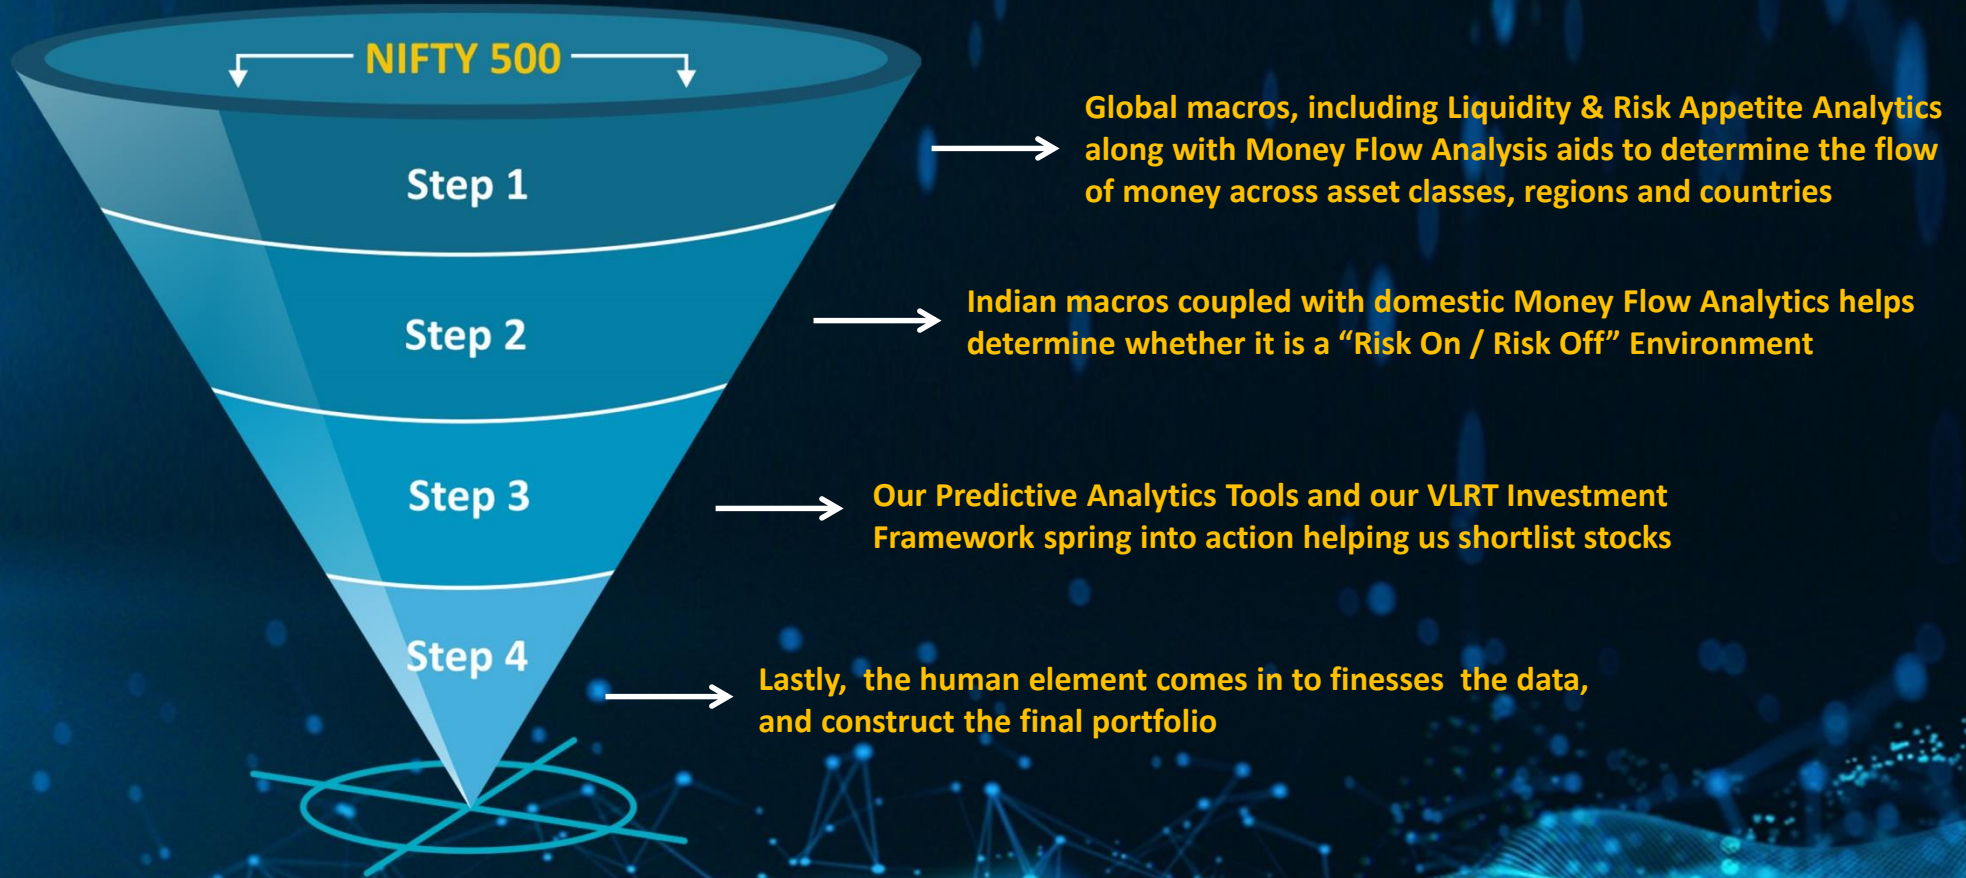 NIFTY 500
Step 1
Global macros, including Liquidity & Risk Appetite Analytics
along with Money Flow Analysis aids to determine the flow
of money across asset classes, regions and countries
Step 2
Indian macros coupled with domestic Money Flow Analytics helps
determine whether it is a “Risk On / Risk Off” Environment
Step 3
Our Predictive Analytics Tools and our VLRT Investment
Framework spring into action helping us shortlist stocks
Step 4
Lastly, the human element comes in to finesses the data,
and construct the final portfolio